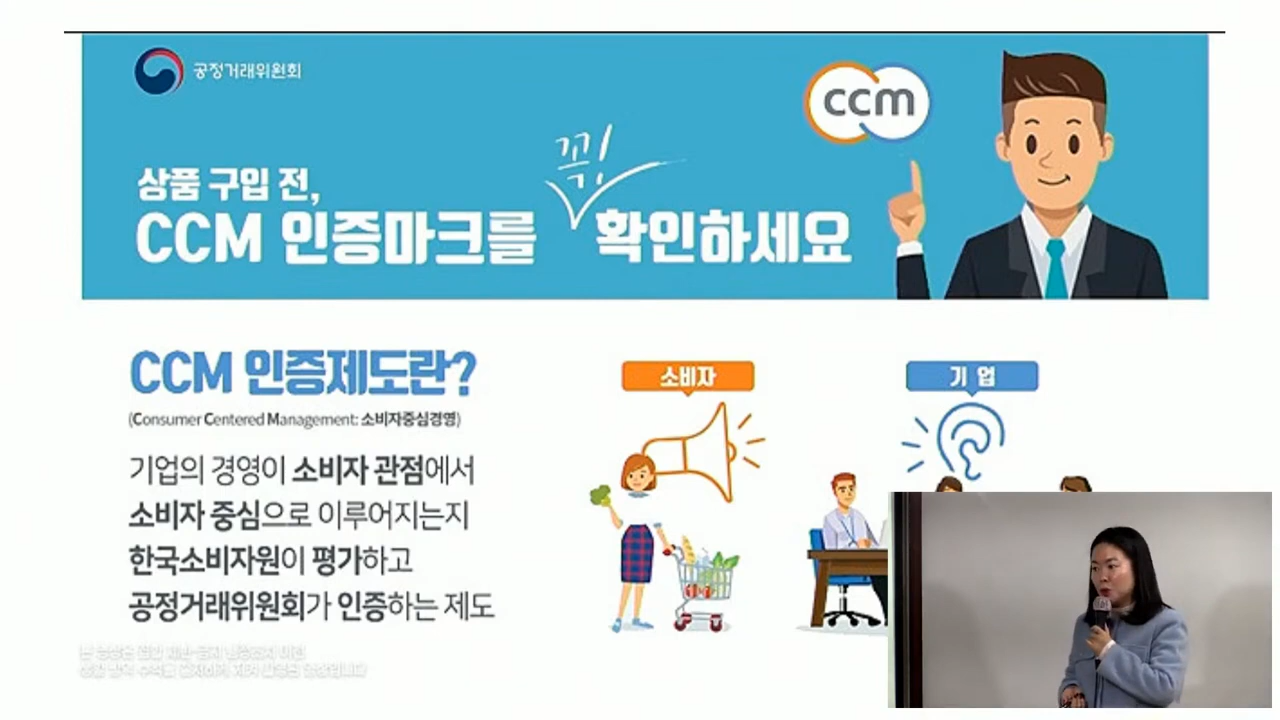 공정거래위원회
ccm
상품 구입 전,
꼭!
CCM 인증마크를 확인하세요
CCM 인증제도란?
(Consumer Centered Management: 소비자중심경영)
소비자
기 업
기업의 경영이 소비자 관점에서
소비자 중심으로 이루어지는지
한국소비자원이 평가하고
공정거래위원회가 인증하는 제도